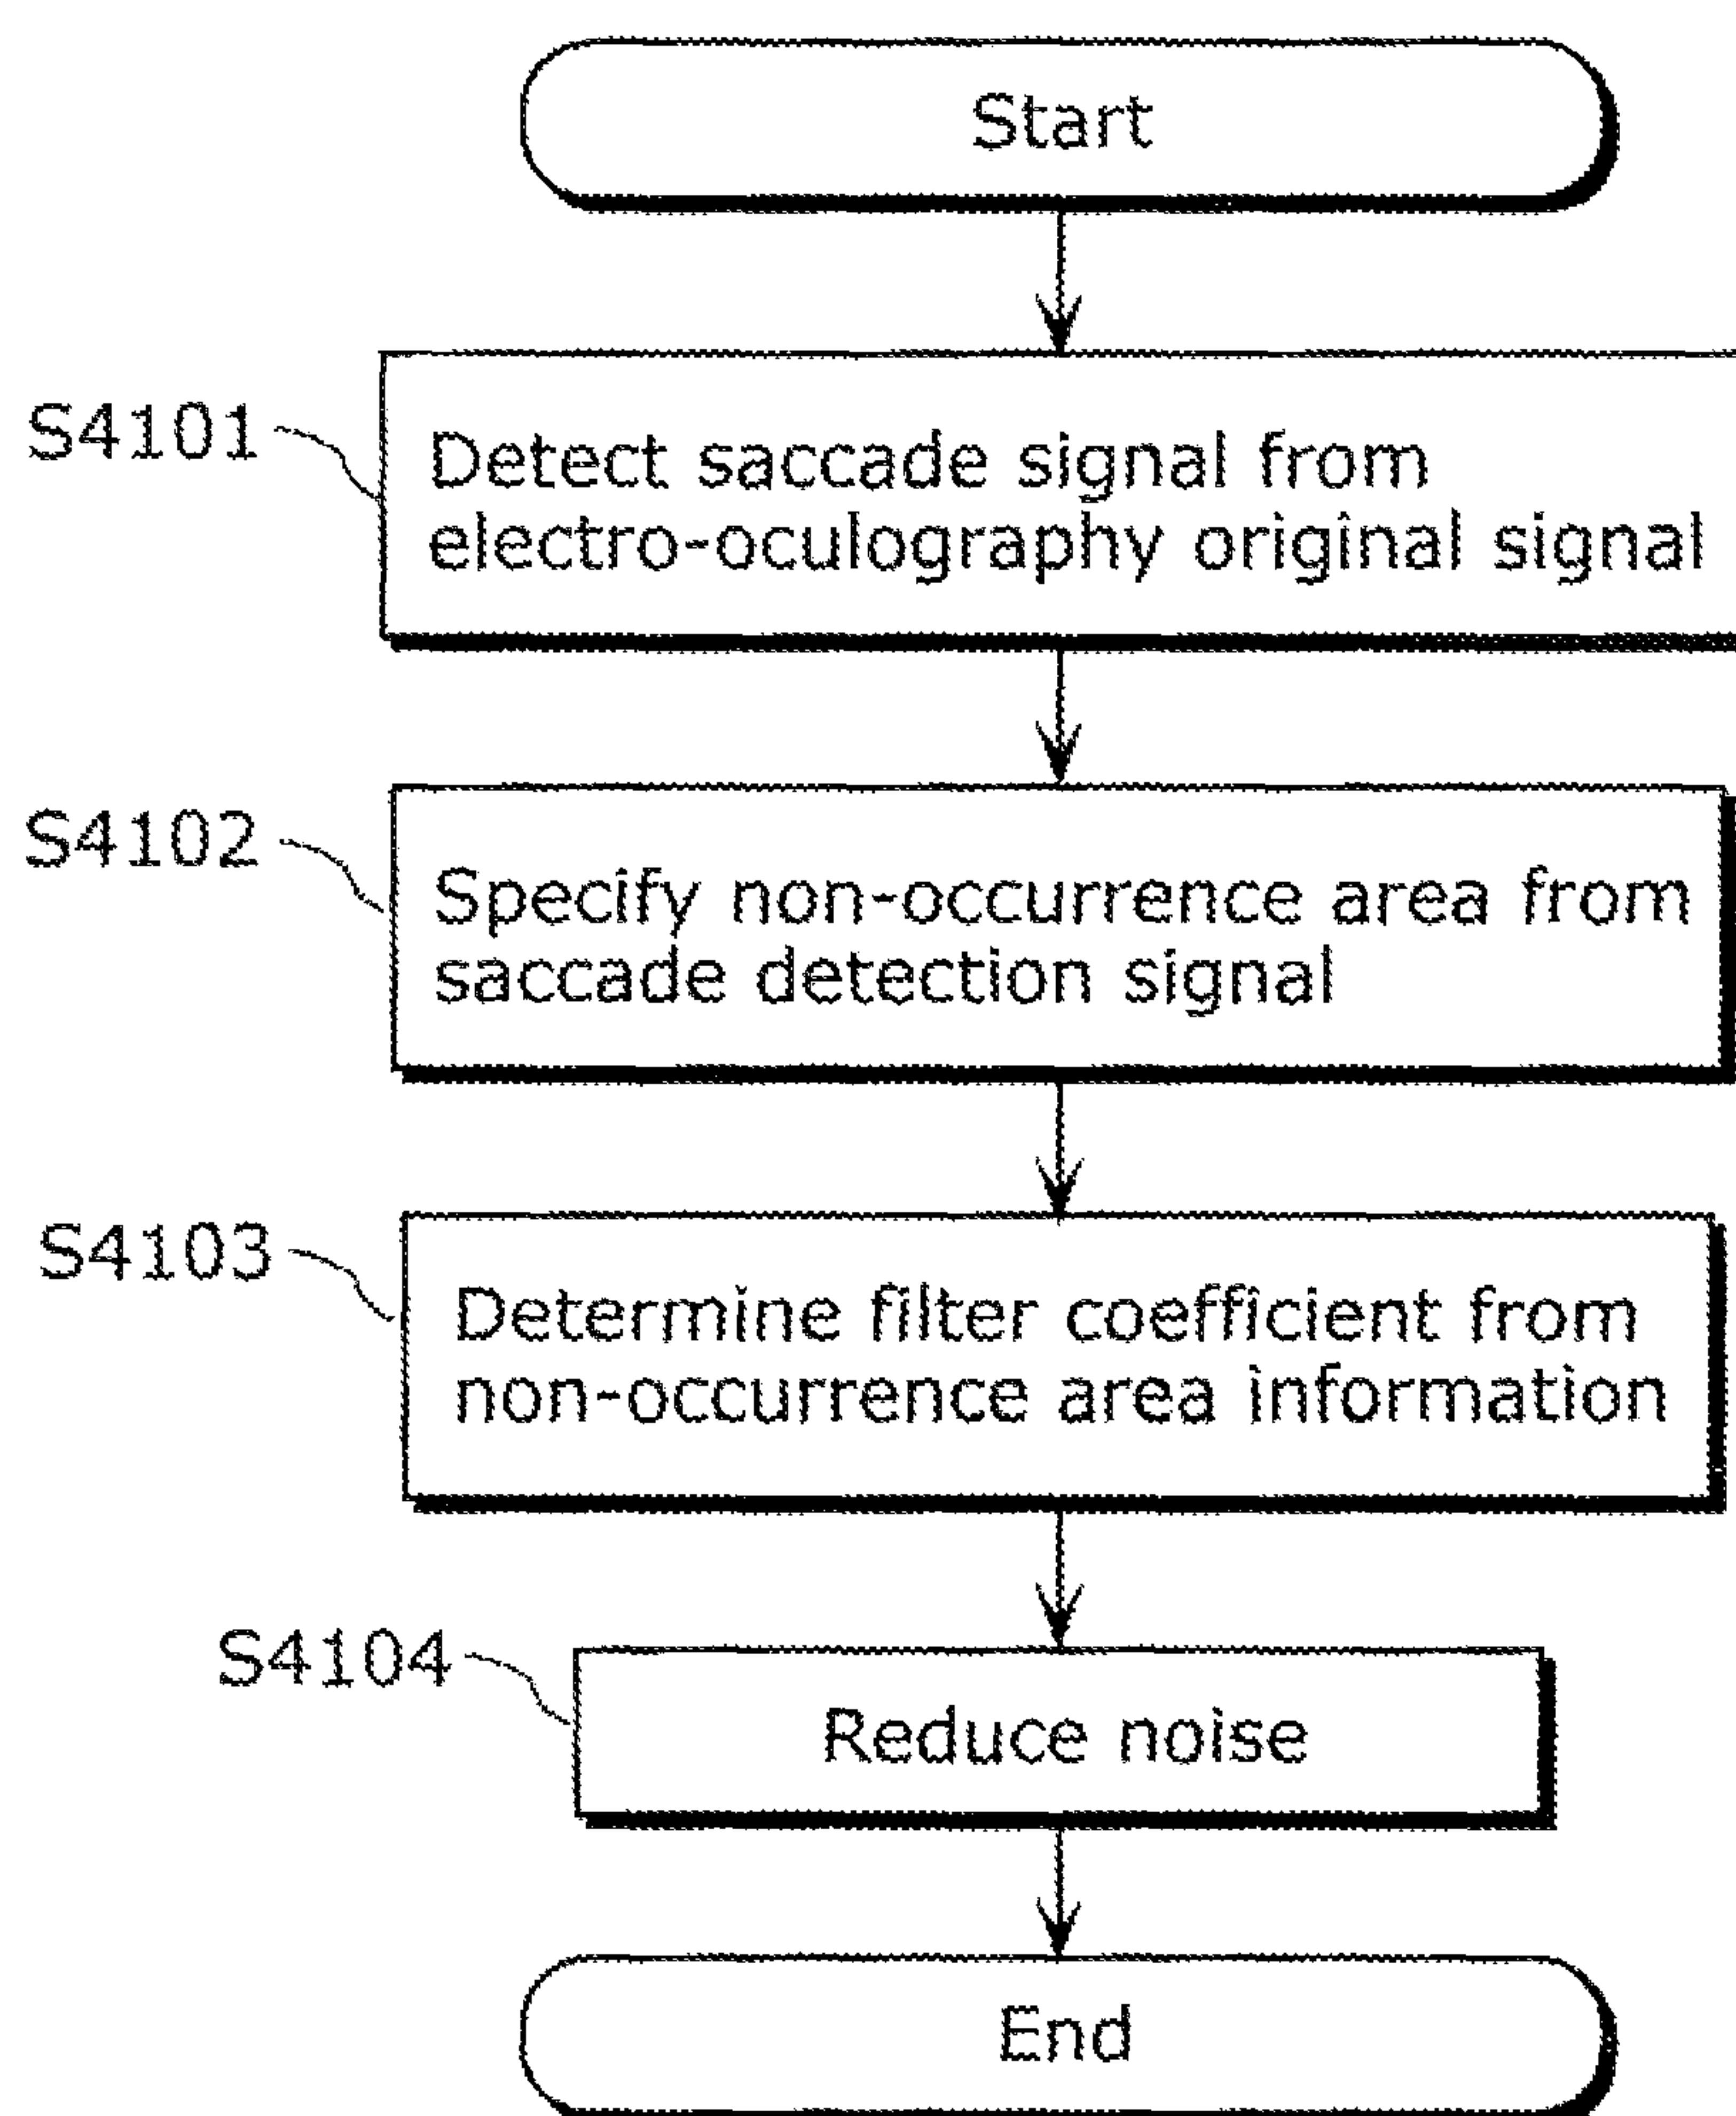 Start
S4101
Detect saccade signal from
electro-oculography original signal
S4102
Specify non-occurrence area from
saccade detection signal
S4103
Determine filter coefficient from
non-occurrence area information
S4104
Reduce noise
End